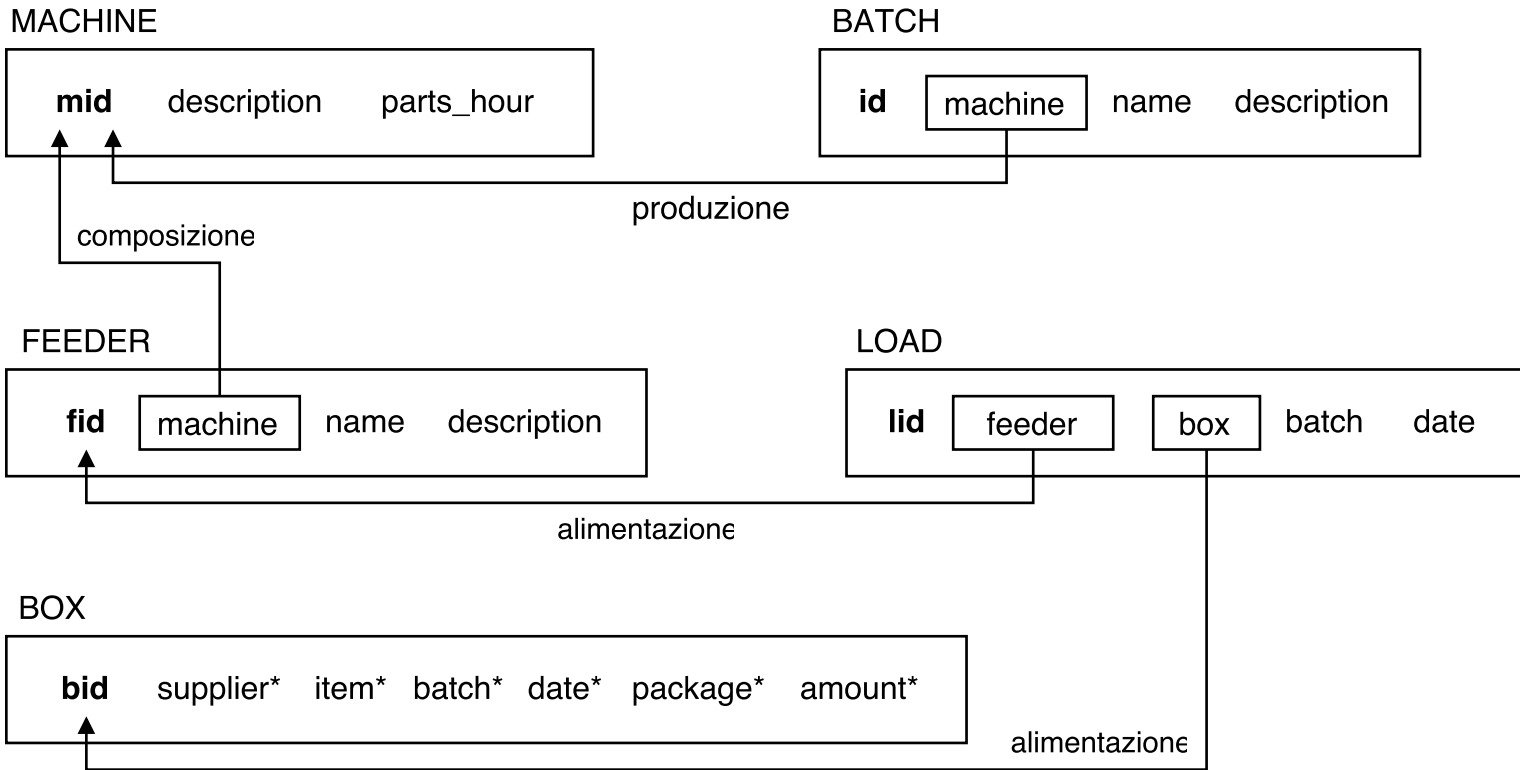 MACHINE
BATCH
mid description parts_hour
id machine name description
produzione
composizione
FEEDER
LOAD
fid machine name description
lid feeder box batch date
alimentazione
BOX
bid supplier* item* batch* date* package* amount*
alimentazione